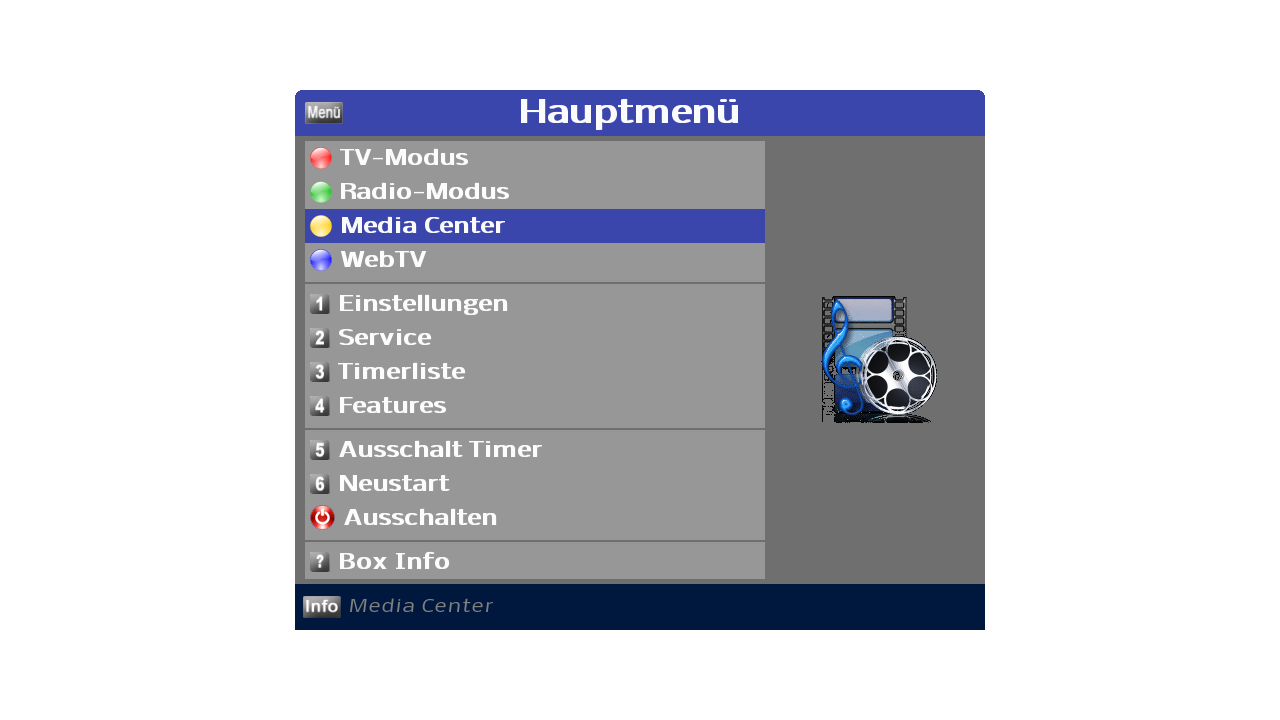 Menü Hauptmenü
TV-Modus
Radio-Modus
Media Center
WebTV
1 Einstellungen
2 Service
3 Timerliste
4 Features
5 Ausschalt Timer
6 Neustart
Ausschalten
? Box Info
Info Media Center